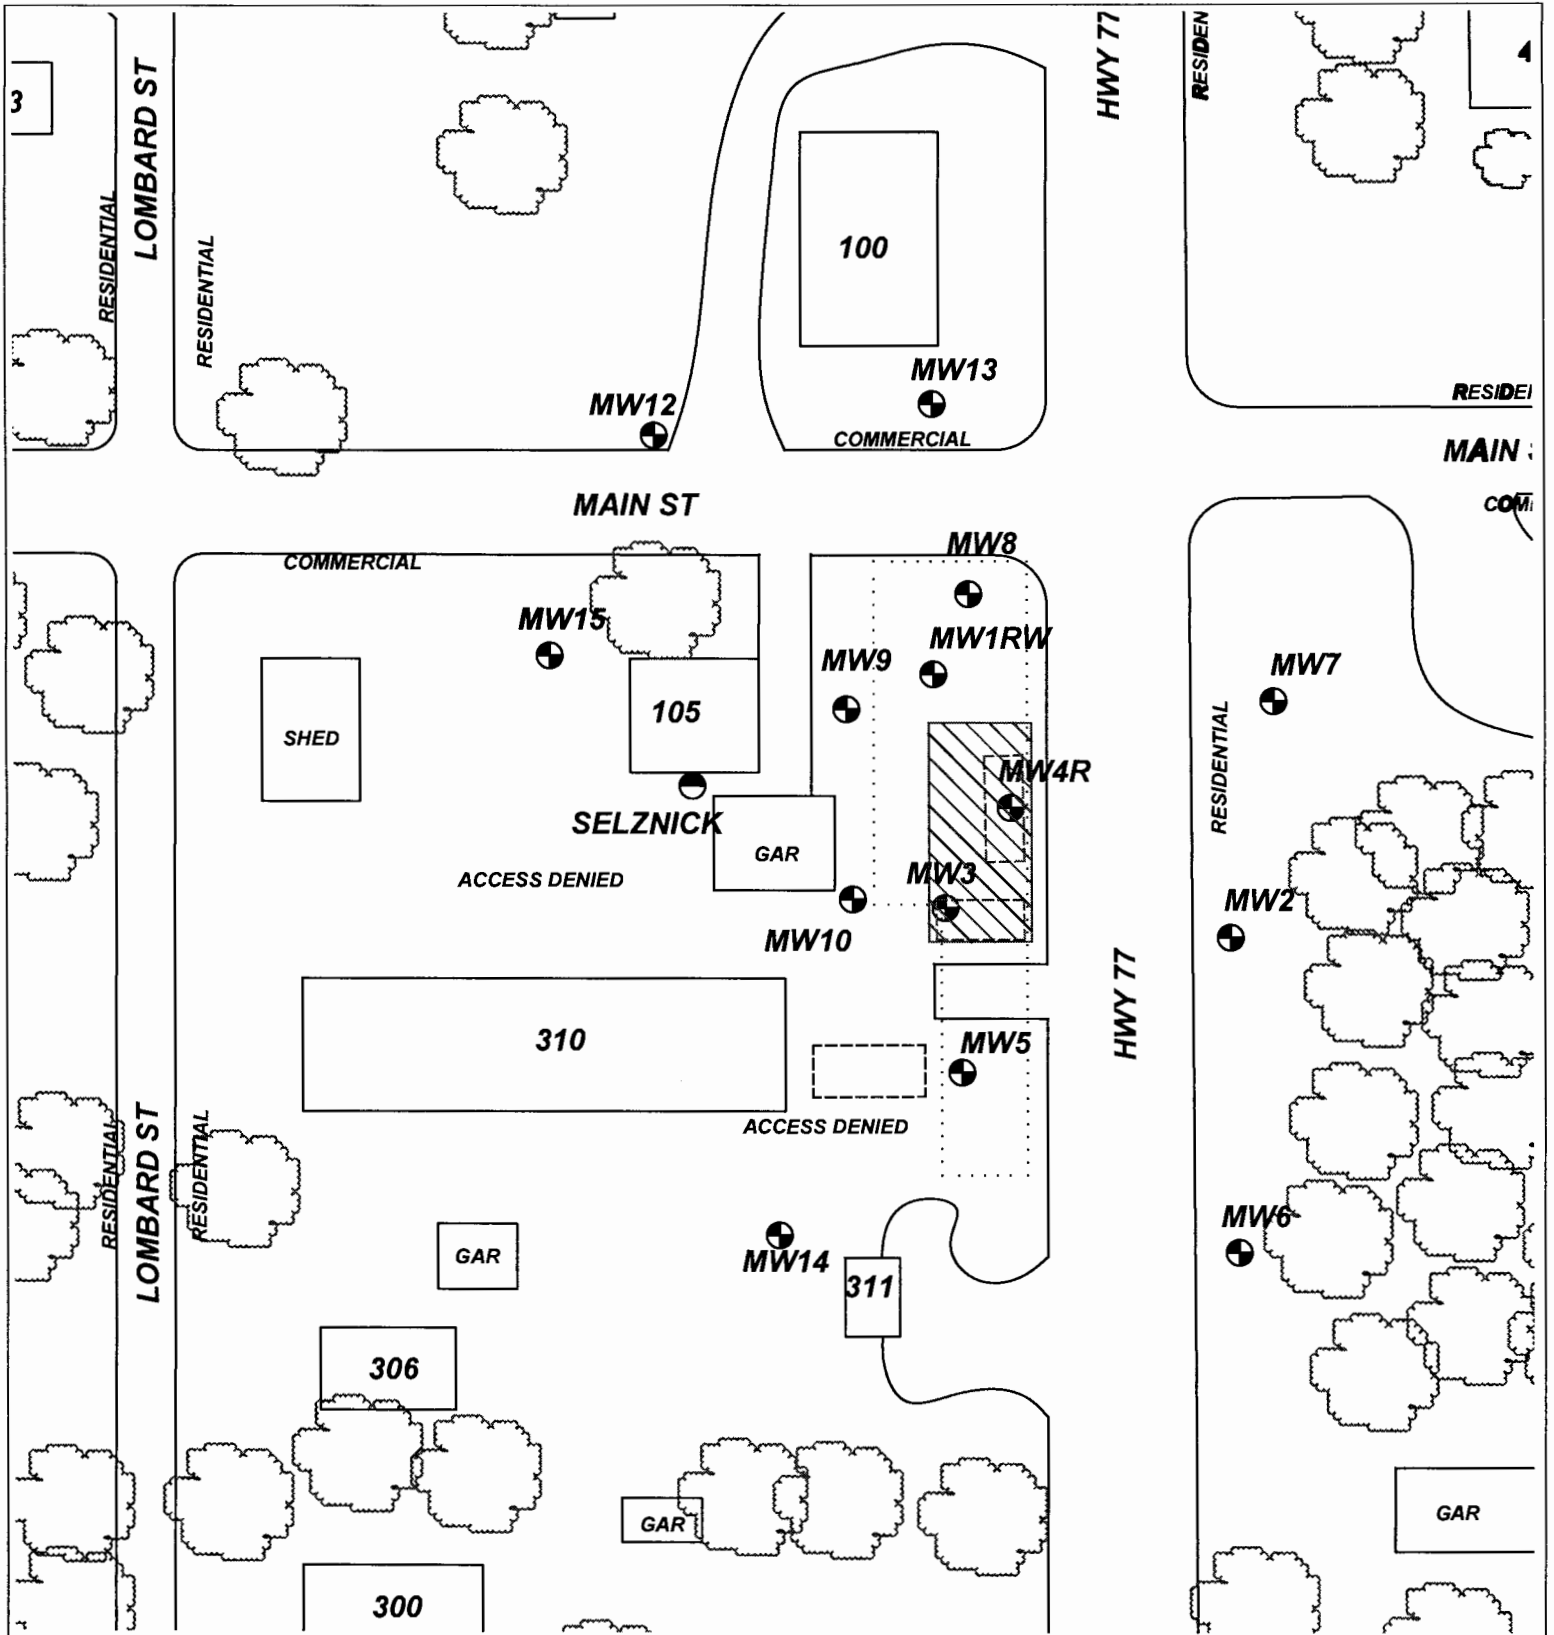 3
LOMBARD ST
RESIDENTIAL
RESIDENTIAL
HWY 77
RESIDEN
4
100
MW13
MW12
COMMERCIAL
RESIDE
MAIN
MAIN ST
COM
COMMERCIAL
MW8
MW15
MW1RW
MW9
MW7
105
SHED
RESIDENTIAL
MW4R
SELZNICK
GAR
ACCESS DENIED
MW3
MW2
MW10
HWY 77
310
MW5
ACCESS DENIED
LOMBARD ST
RESIDENTIAL
RESIDENTIAL
MW6
GAR
MW14
311
306
GAR
GAR
300